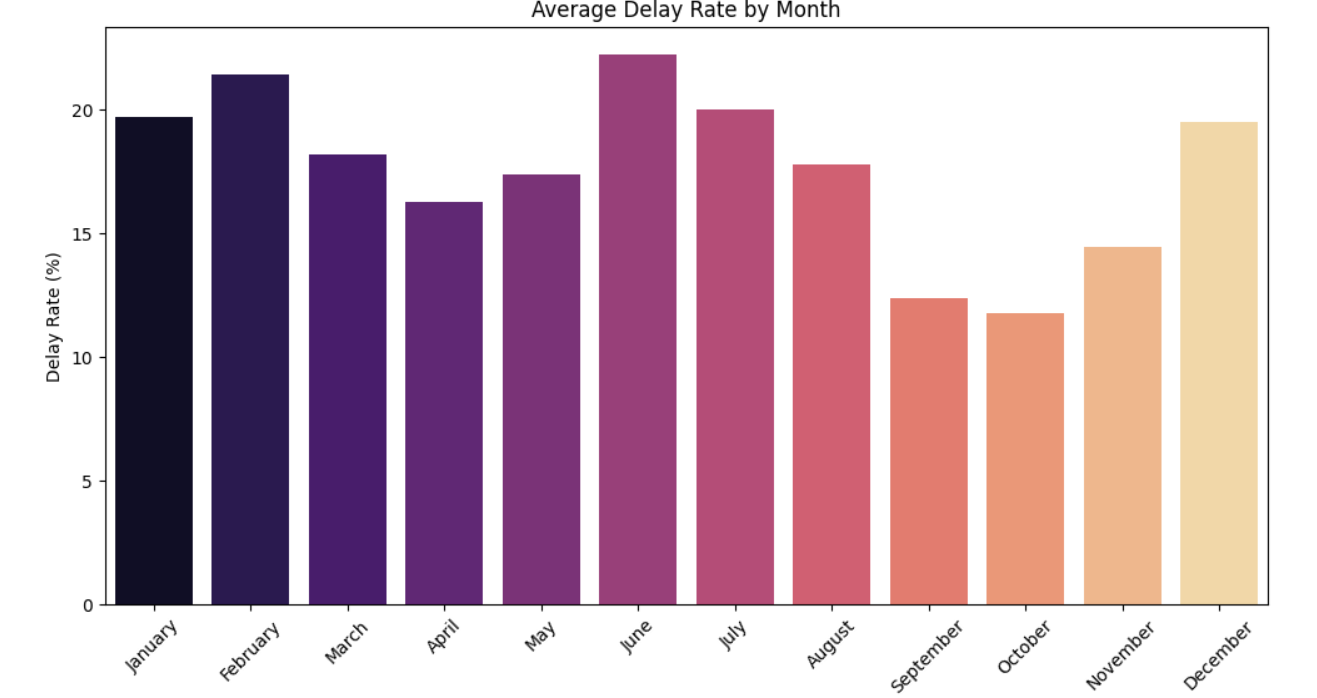 Average Delay Rate by Month
Delay Rate (%)
20
15
10
5
0
January
February
March
April
May
June
July
August
September
October
November
December